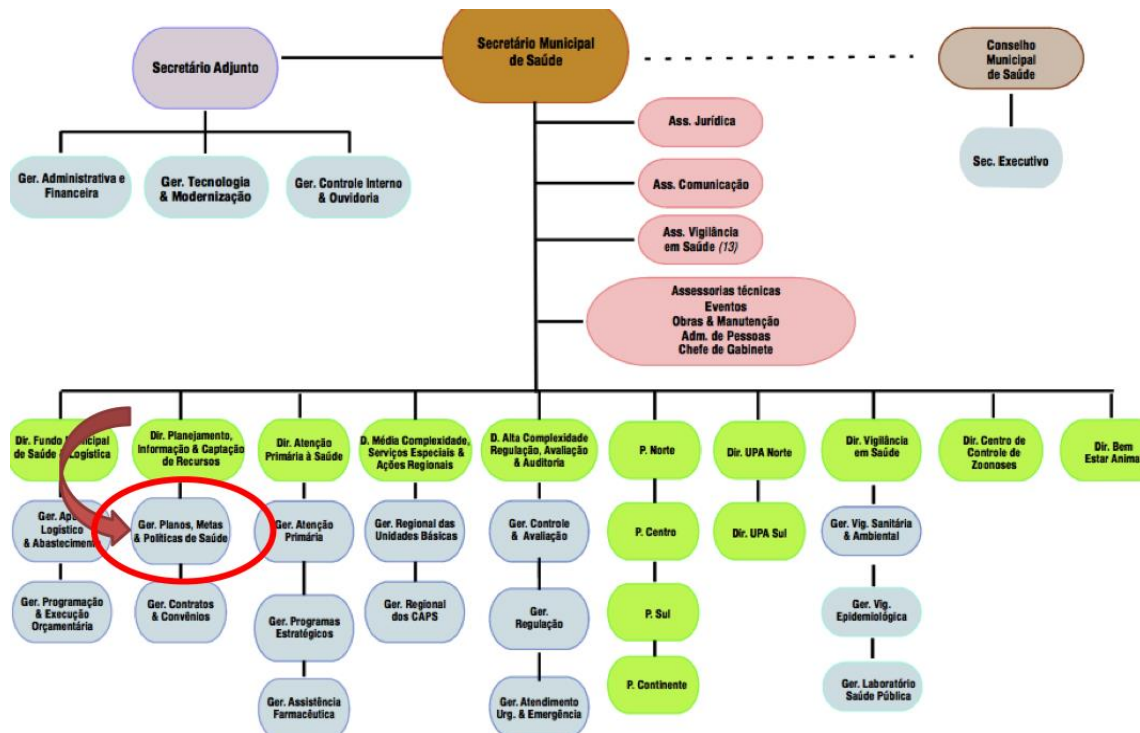 Secretário Municipal
de Saúde
Secretário Adjunto
Conselho
Municipal
de Saúde
Ger. Administrativa e
Financeira
Ger. Tecnologia
& Modernização
Ger. Controle Interno
& Ouvidoria
Sec. Executivo
Ass. Jurídica
Ass. Comunicação
Ass. Vigilância
em Saúde (13)
Assessorias técnicas
Eventos
Obras & Manutenção
Adm. de Pessoas
Chefe de Gabinete
Dir. Fundo
de Saúde & Logística
Dir. Planejamento,
Informação & Captação
de Recursos
Dir. Atenção
Primária à Saúde
D. Média Complexidade,
Serviços Especiais &
Ações Regionais
D. Alta Complexidade
Regulação, Avaliação
& Auditoria
P. Norte
Dir. UPA Norte
Dir. Vigilância
em Saúde
Dir. Centro de
Controle de
Zoonoses
Dir. Bem
Estar Anima
Ger.
Logístico
& Abastecimento
Ger. Planos, Metas
& Políticas de Saúde
Ger. Atenção
Primária
Ger. Regional das
Unidades Básicas
Ger. Controle
& Avaliação
P. Centro
Dir. UPA Sul
Ger. Vig. Sanitária
& Ambiental
Ger. Programação
& Execução
Orçamentária
Ger. Contratos
& Convênios
Ger. Programas
Estratégicos
Ger. Regional
dos CAPS
Ger.
Regulação
P. Sul
Ger. Vig.
Epidemiológica
Ger. Assistência
Farmacêutica
Ger. Atendimento
Urg. & Emergência
P. Continente
Ger. Laboratório
Saúde Pública